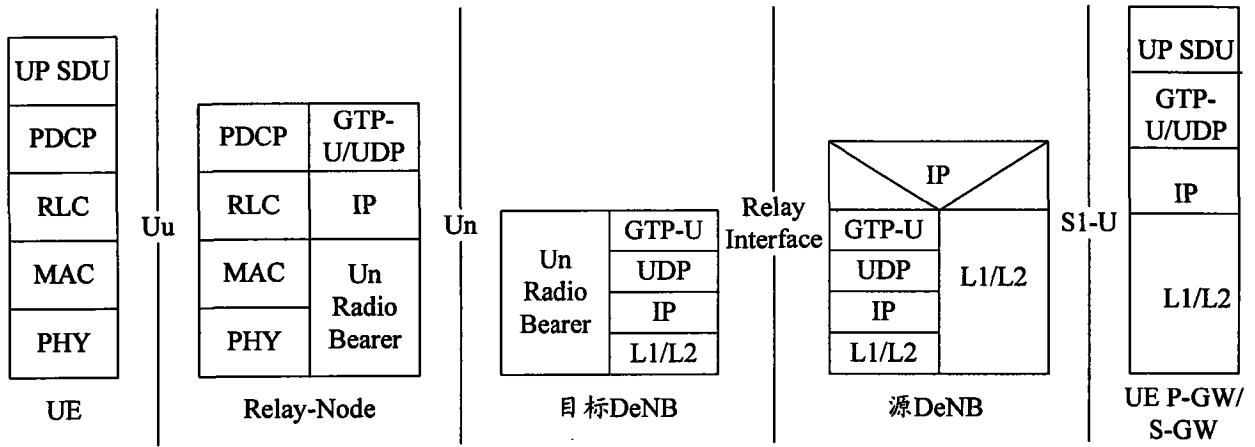 UP SDU
PDCP
RLC
MAC
PHY
UE
Uu
PDCP
RLC
MAC
PHY
GTP-
U/UDP
IP
Un
Radio
Bearer
Relay-Node
Un
Un
Radio
Bearer
GTP-U
UDP
IP
L1/L2
目标DeNB
Relay
Interface
IP
GTP-U
UDP
IP
L1/L2
L1/L2
源DeNB
S1-U
UP SDU
GTP-
U/UDP
IP
L1/L2
UE P-GW/
S-GW